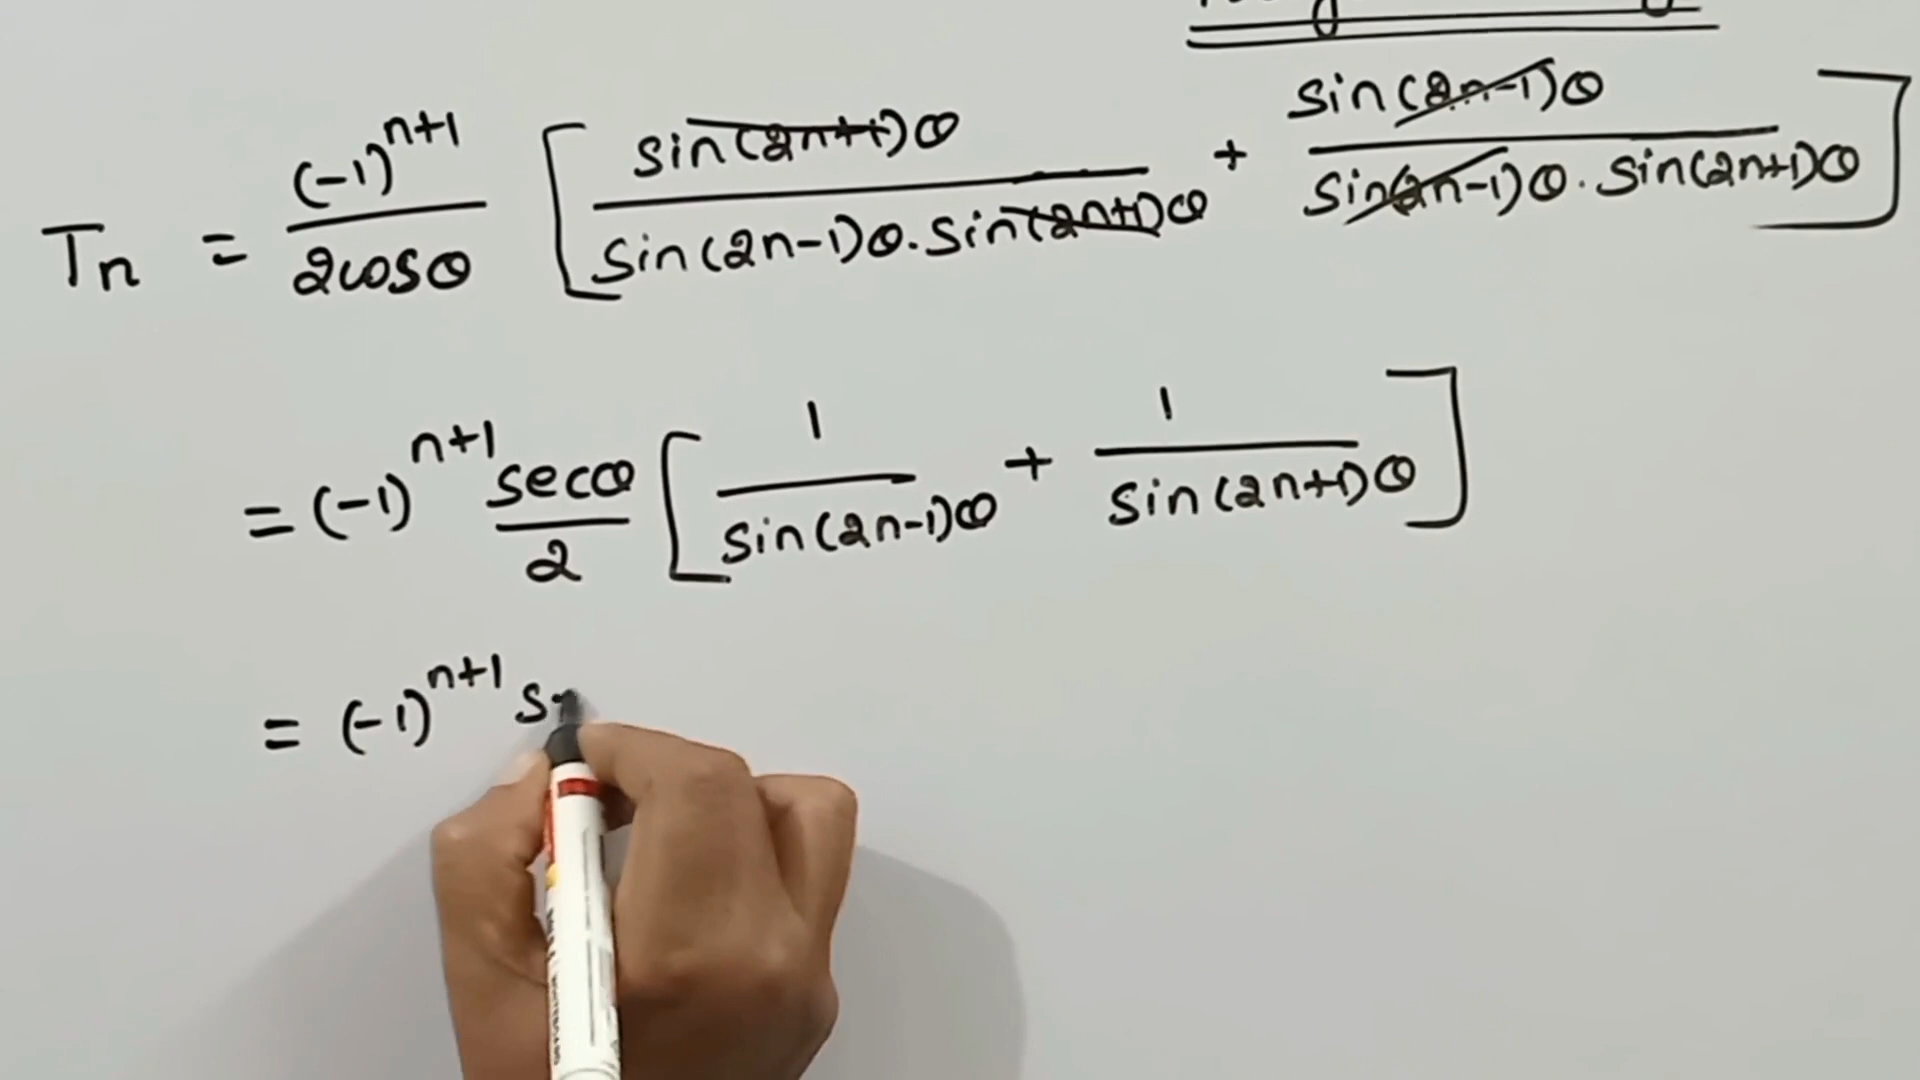 Tn = (-1)^{n+1}/2cosθ [ sin(2n+1)θ / sin(2n-1)θ.sin(2n+1)θ + sin(2n-1)θ / sin(2n-1)θ.sin(2n+1)θ ]
= (-1)^{n+1} secθ/2 [ 1/sin(2n-1)θ + 1/sin(2n+1)θ ]
= (-1)^{n+1} s